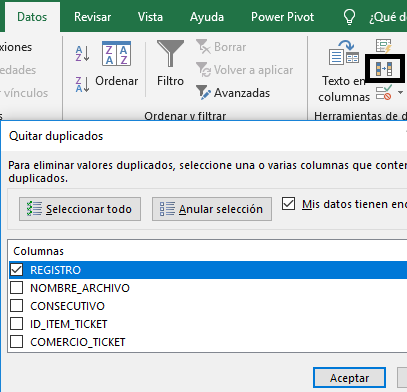 Datos Revisar Vista Ayuda Power Pivot ¿Qué de
xiones
edades
r vínculos
Ordenar
Filtro
Borrar
Volver a aplicar
Avanzadas
Texto en
columnas
Ordenar y filtrar
Herramientas de d
Quitar duplicados
Para eliminar valores duplicados, seleccione una o varias columnas que conter
duplicados.
Seleccionar todo
Anular selección
Mis datos tienen enc
Columnas
REGISTRO
NOMBRE_ARCHIVO
CONSECUTIVO
ID_ITEM_TICKET
COMERCIO_TICKET
Aceptar